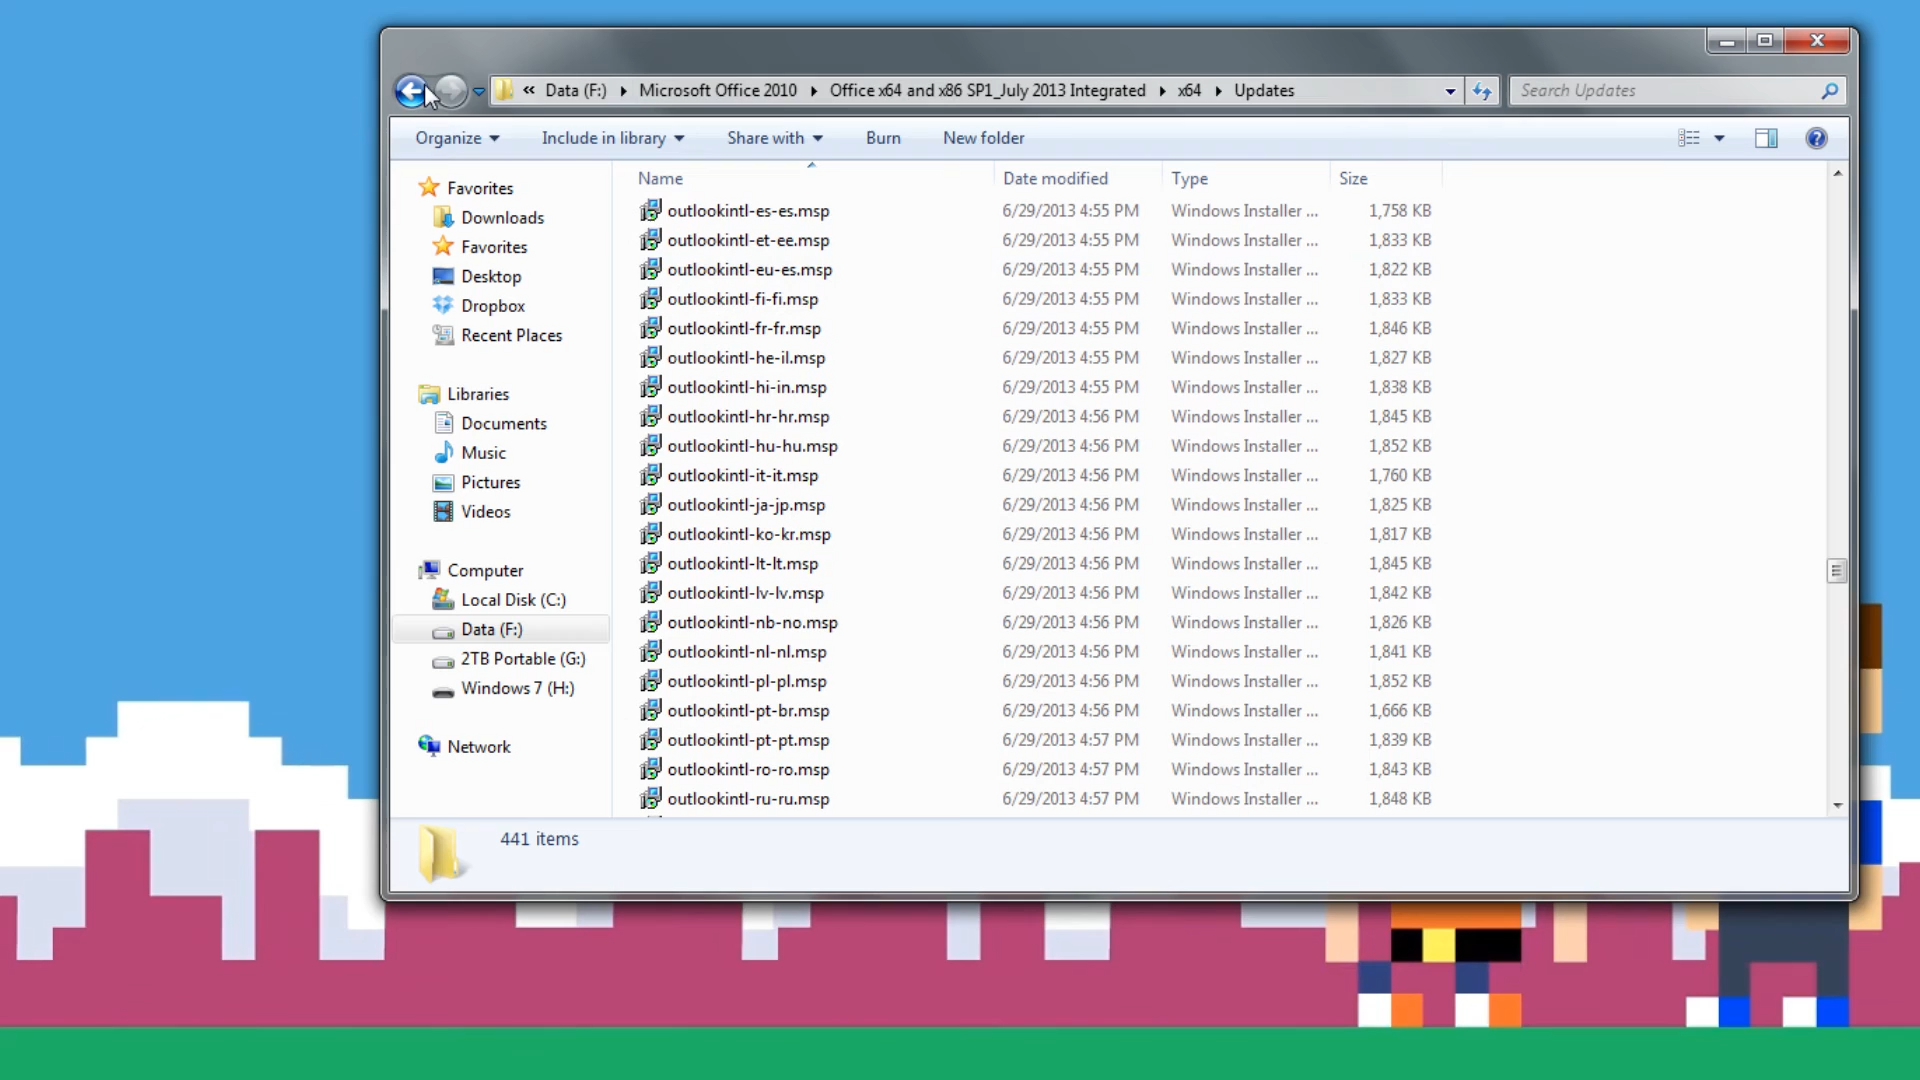 « Data (F:) Microsoft Office 2010 Office x64 and x86 SP1_July 2013 Integrated x64 Updates Search Updates
Organize Include in library Share with Burn New folder
Name Date modified Type Size
Favorites
Downloads
Favorites
Desktop
Dropbox
Recent Places
Libraries
Documents
Music
Pictures
Videos
Computer
Local Disk (C:)
Data (F:)
2TB Portable (G:)
Windows 7 (H:)
Network
outlookintl-es-es.msp 6/29/2013 4:55 PM Windows Installer ... 1,758 KB
outlookintl-et-ee.msp 6/29/2013 4:55 PM Windows Installer ... 1,833 KB
outlookintl-eu-es.msp 6/29/2013 4:55 PM Windows Installer ... 1,822 KB
outlookintl-fi-fi.msp 6/29/2013 4:55 PM Windows Installer ... 1,833 KB
outlookintl-fr-fr.msp 6/29/2013 4:55 PM Windows Installer ... 1,846 KB
outlookintl-he-il.msp 6/29/2013 4:55 PM Windows Installer ... 1,827 KB
outlookintl-hi-in.msp 6/29/2013 4:55 PM Windows Installer ... 1,838 KB
outlookintl-hr-hr.msp 6/29/2013 4:56 PM Windows Installer ... 1,845 KB
outlookintl-hu-hu.msp 6/29/2013 4:56 PM Windows Installer ... 1,852 KB
outlookintl-it-it.msp 6/29/2013 4:56 PM Windows Installer ... 1,760 KB
outlookintl-ja-jp.msp 6/29/2013 4:56 PM Windows Installer ... 1,825 KB
outlookintl-ko-kr.msp 6/29/2013 4:56 PM Windows Installer ... 1,817 KB
outlookintl-lt-lt.msp 6/29/2013 4:56 PM Windows Installer ... 1,845 KB
outlookintl-lv-lv.msp 6/29/2013 4:56 PM Windows Installer ... 1,842 KB
outlookintl-nb-no.msp 6/29/2013 4:56 PM Windows Installer ... 1,826 KB
outlookintl-nl-nl.msp 6/29/2013 4:56 PM Windows Installer ... 1,841 KB
outlookintl-pl-pl.msp 6/29/2013 4:56 PM Windows Installer ... 1,852 KB
outlookintl-pt-br.msp 6/29/2013 4:56 PM Windows Installer ... 1,666 KB
outlookintl-pt-pt.msp 6/29/2013 4:57 PM Windows Installer ... 1,839 KB
outlookintl-ro-ro.msp 6/29/2013 4:57 PM Windows Installer ... 1,843 KB
outlookintl-ru-ru.msp 6/29/2013 4:57 PM Windows Installer ... 1,848 KB
441 items